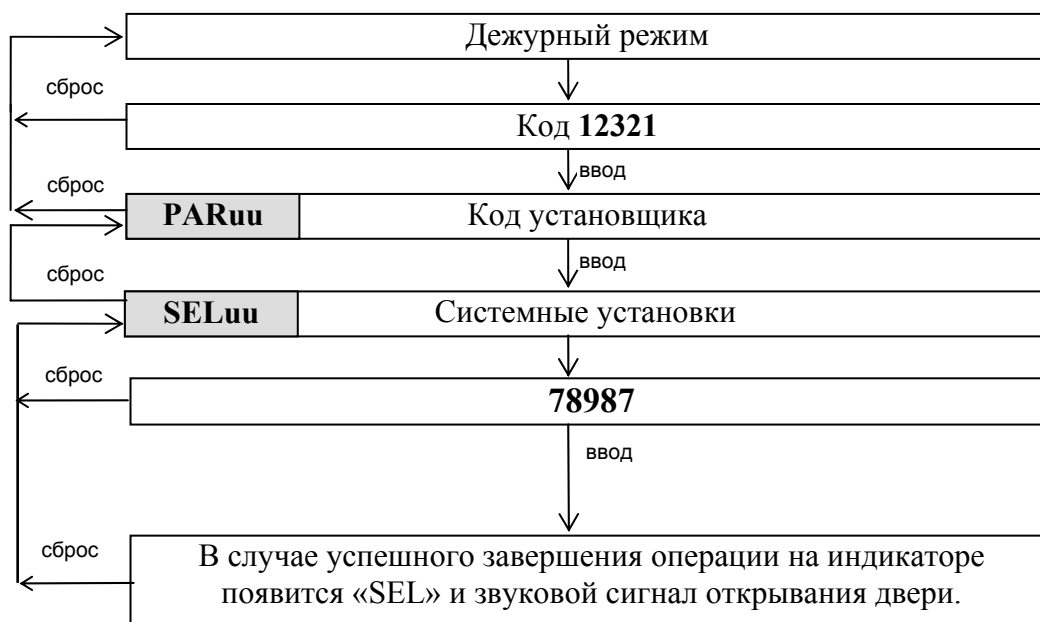 Дежурный режим
сброс
Код 12321
ввод
сброс
PARuu Код установщика
ввод
сброс
SELuu Системные установки
сброс
78987
ввод
сброс
В случае успешного завершения операции на индикаторе
появится «SEL» и звуковой сигнал открывания двери.